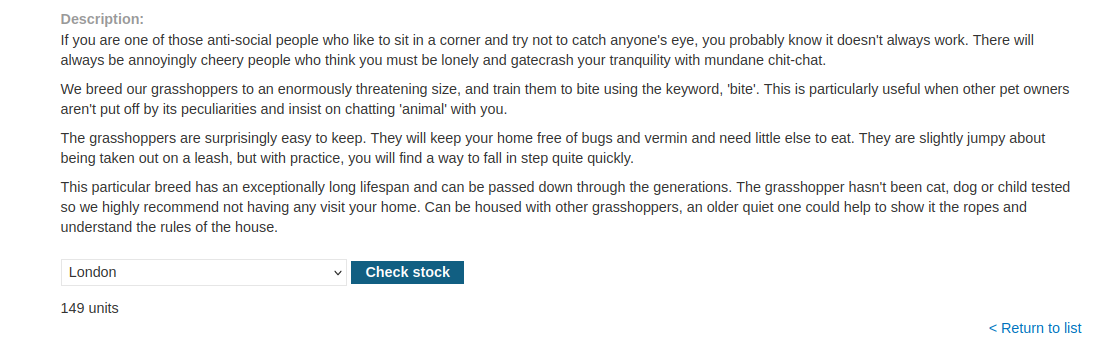 Description:
If you are one of those anti-social people who like to sit in a corner and try not to catch anyone's eye, you probably know it doesn't always work. There will
always be annoyingly cheery people who think you must be lonely and gatecrash your tranquility with mundane chit-chat.
We breed our grasshoppers to an enormously threatening size, and train them to bite using the keyword, 'bite'. This is particularly useful when other pet owners
aren't put off by its peculiarities and insist on chatting 'animal' with you.
The grasshoppers are surprisingly easy to keep. They will keep your home free of bugs and vermin and need little else to eat. They are slightly jumpy about
being taken out on a leash, but with practice, you will find a way to fall in step quite quickly.
This particular breed has an exceptionally long lifespan and can be passed down through the generations. The grasshopper hasn't been cat, dog or child tested
so we highly recommend not having any visit your home. Can be housed with other grasshoppers, an older quiet one could help to show it the ropes and
understand the rules of the house.
London
Check stock
149 units
< Return to list